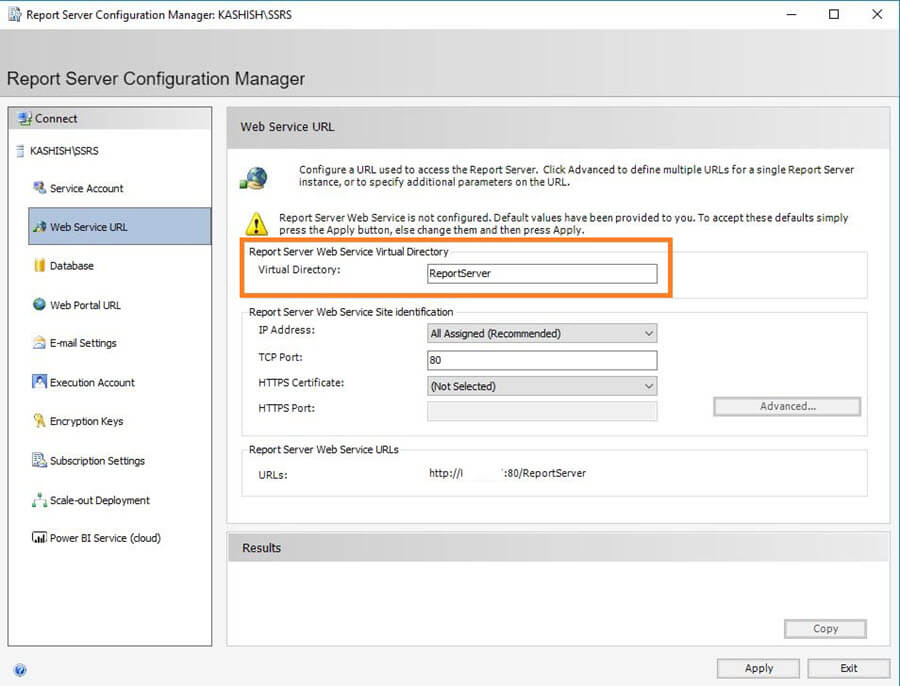 Report Server Configuration Manager: KASHISH\SSRS
Report Server Configuration Manager
Connect
KASHISH\SSRS
Service Account
Web Service URL
Database
Web Portal URL
E-mail Settings
Execution Account
Encryption Keys
Subscription Settings
Scale-out Deployment
Power BI Service (cloud)
Web Service URL
Configure a URL used to access the Report Server. Click Advanced to define multiple URLs for a single Report Server
instance, or to specify additional parameters on the URL.
Report Server Web Service is not configured. Default values have been provided to you. To accept these defaults simply
press the Apply button, else change them and then press Apply.
Report Server Web Service Virtual Directory
Virtual Directory: ReportServer
Report Server Web Service Site identification
IP Address: All Assigned (Recommended)
TCP Port: 80
HTTPS Certificate: (Not Selected)
HTTPS Port:
Advanced...
Report Server Web Service URLs
URLs: http:// :80/ReportServer
Results
Copy
Apply Exit